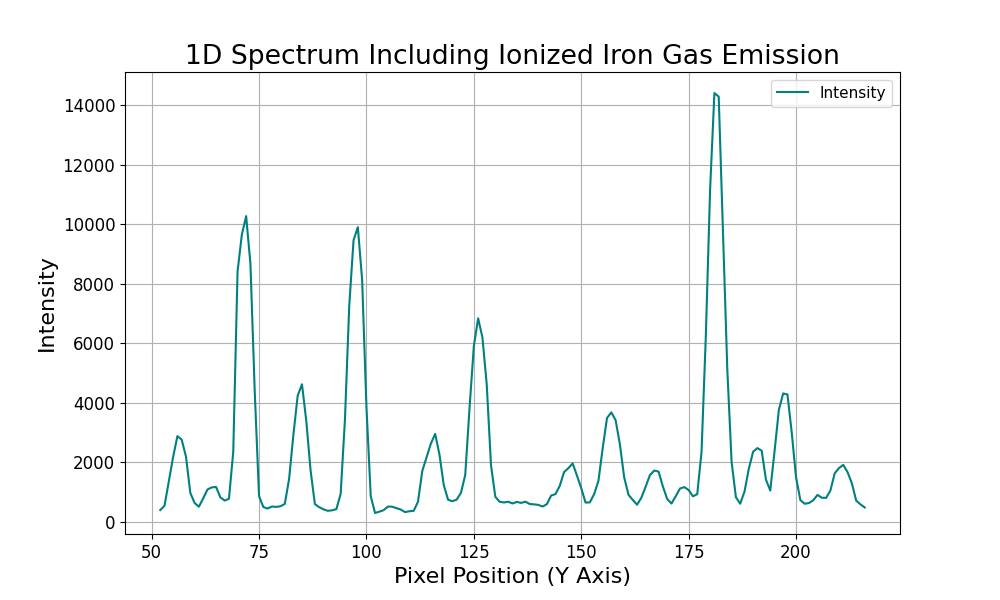 1D Spectrum Including Ionized Iron Gas Emission
Intensity
14000
12000
10000
8000
6000
4000
2000
0
Intensity
50 75 100 125 150 175 200
Pixel Position (Y Axis)